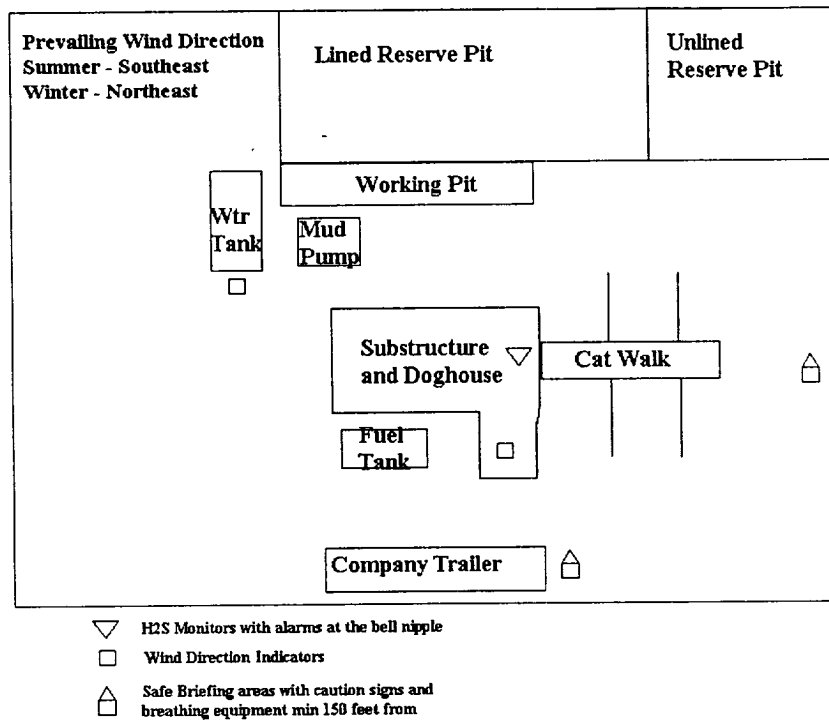 Prevailing Wind Direction
Summer - Southeast
Winter - Northeast
Lined Reserve Pit
Unlined
Reserve Pit
Working Pit
Wtr
Tank
Mud
Pump
Substructure
and Doghouse
Cat Walk
Fuel
Tank
Company Trailer
H2S Monitors with alarms at the bell nipple
Wind Direction Indicators
Safe Briefing areas with caution signs and
breathing equipment min 150 feet from